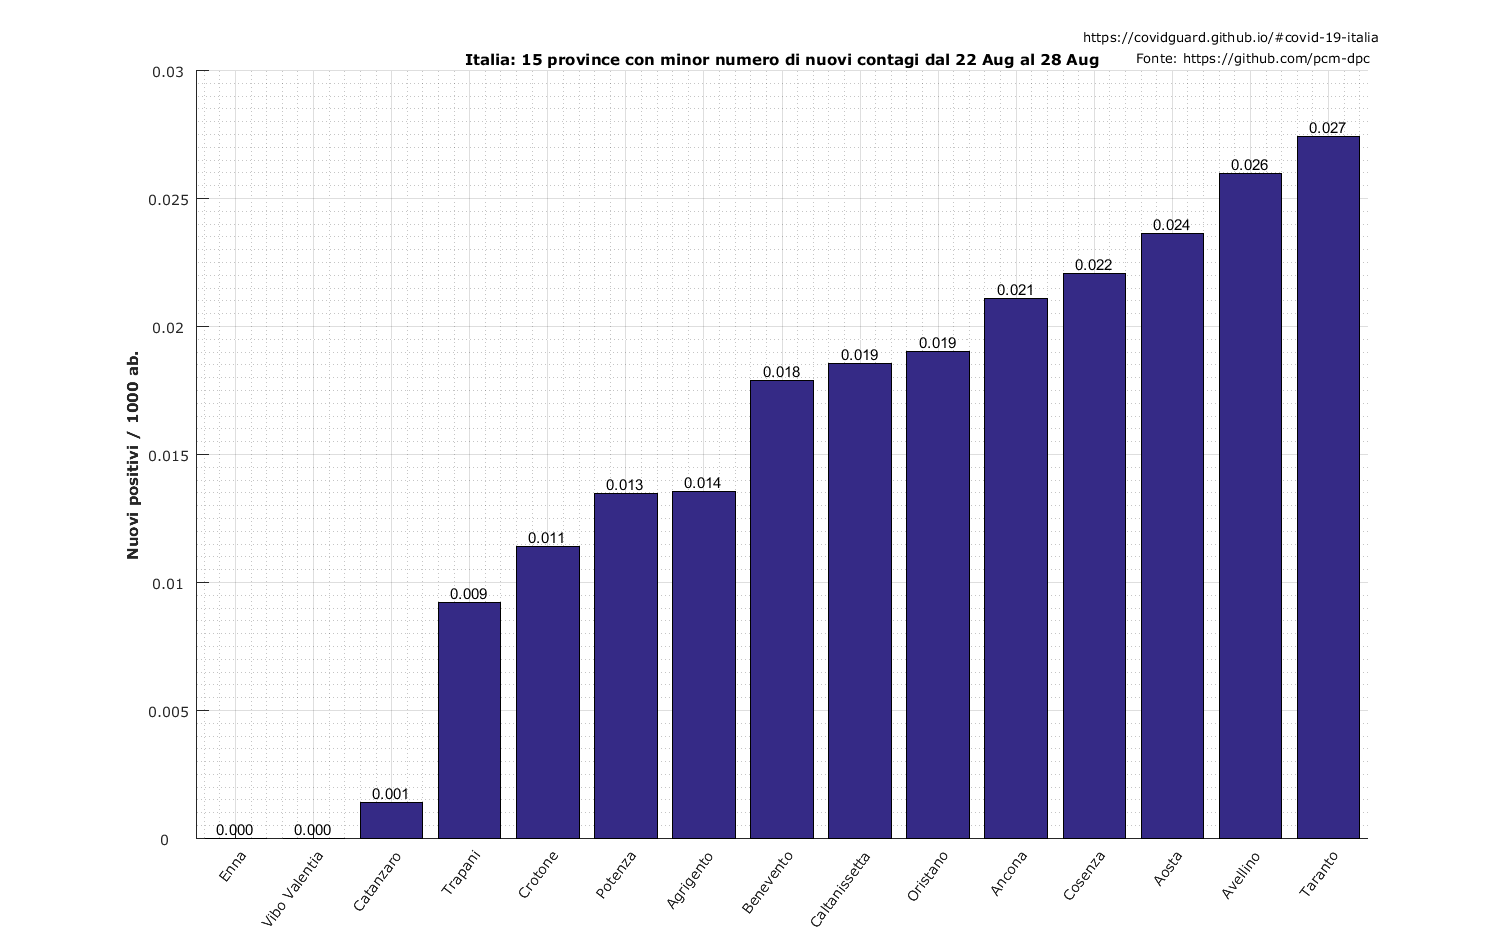 https://covidguard.github.io/#covid-19-italia
Italia: 15 province con minor numero di nuovi contagi dal 22 Aug al 28 Aug
Fonte: https://github.com/pcm-dpc
Nuovi positivi / 1000 ab.
0.03
0.025
0.02
0.015
0.01
0.005
0
0.000
0.000
0.001
0.009
0.011
0.013
0.014
0.018
0.019
0.019
0.021
0.022
0.024
0.026
0.027
Enna
Vibo Valentia
Catanzaro
Trapani
Crotone
Potenza
Agrigento
Benevento
Caltanissetta
Oristano
Ancona
Cosenza
Aosta
Avellino
Taranto